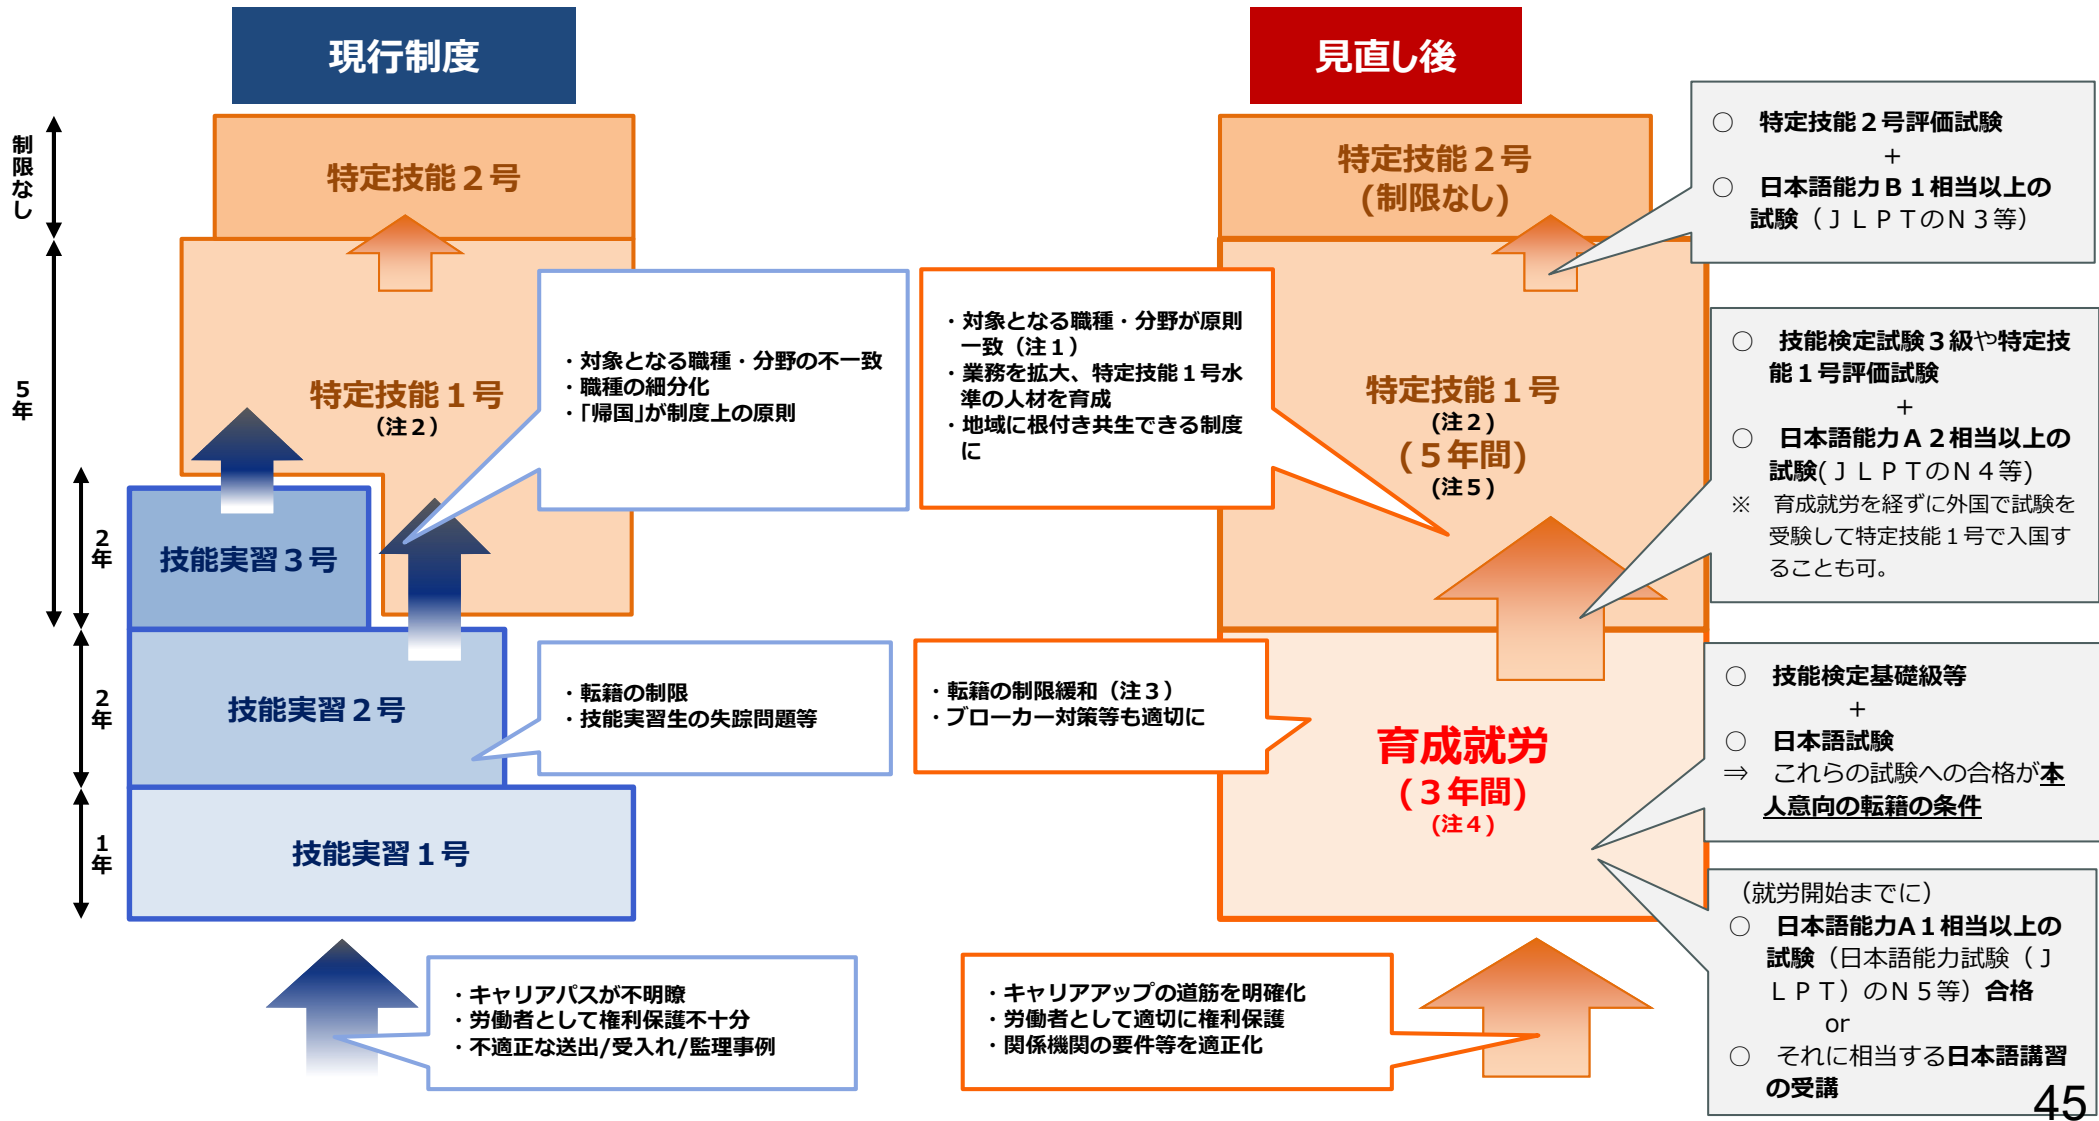 現行制度
見直し後
制限なし
5年
2年
2年
1年
特定技能２号
特定技能１号
（注２）
技能実習３号
技能実習２号
技能実習１号
・対象となる職種・分野の不一致
・職種の細分化
・「帰国」が制度上の原則
・転籍の制限
・技能実習生の失踪問題等
・キャリアパスが不明瞭
・労働者として権利保護不十分
・不適正な送出/受入れ/監理事例
・対象となる職種・分野が原則
一致（注１）
・業務を拡大、特定技能１号水
準の人材を育成
・地域に根付き共生できる制度
に
・転籍の制限緩和（注３）
・ブローカー対策等も適切に
・キャリアアップの道筋を明確化
・労働者として適切に権利保護
・関係機関の要件等を適正化
特定技能２号
(制限なし)
特定技能１号
(注２)
(５年間)
(注５)
育成就労
(３年間)
(注４)
○　特定技能２号評価試験
＋
○　日本語能力Ｂ１相当以上の
試験（ＪＬＰＴのＮ３等）
○　技能検定試験３級や特定技
能１号評価試験
＋
○　日本語能力Ａ２相当以上の
試験(ＪＬＰＴのＮ４等)
※　育成就労を経ずに外国で試験を
受験して特定技能１号で入国す
ることも可。
○　技能検定基礎級等
＋
○　日本語試験
⇒　これらの試験への合格が本
人意向の転籍の条件
（就労開始までに）
○　日本語能力A１相当以上の
試験（日本語能力試験（Ｊ
ＬＰＴ）のＮ５等）合格
or
○　それに相当する日本語講習
の受講
45